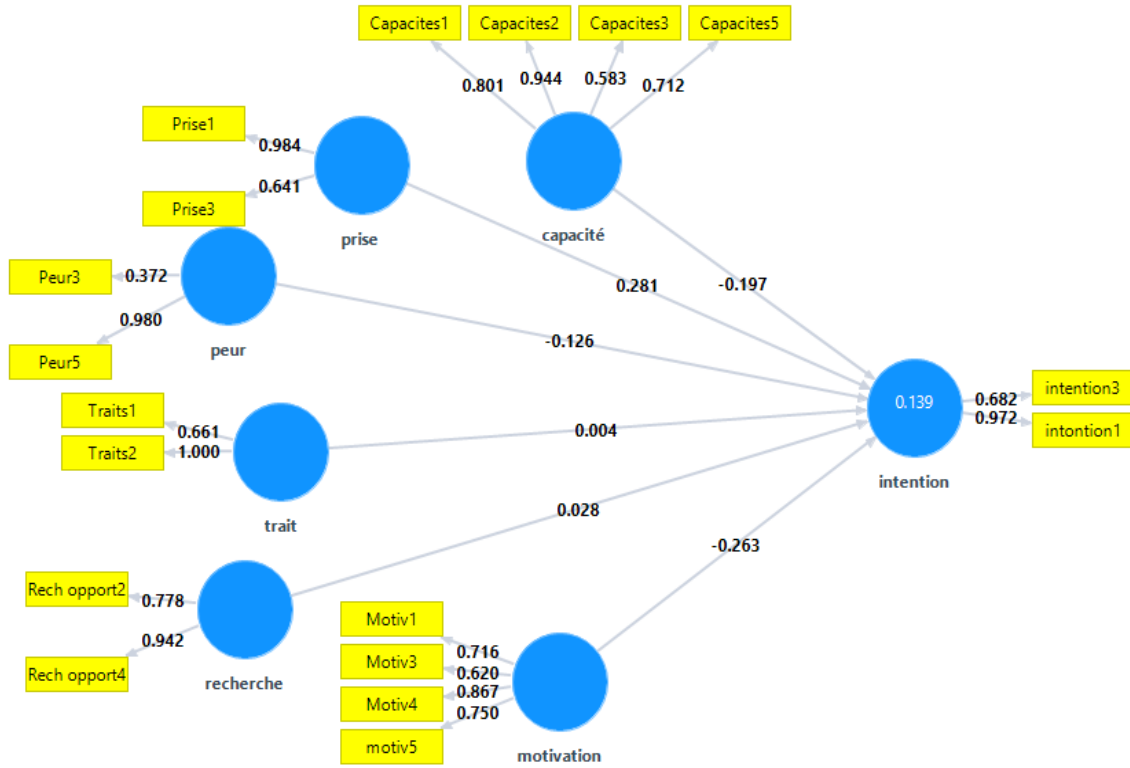 Capacites1
Capacites2
Capacites3
Capacites5
0.801
0.944
0.583
0.712
capacité
Prise1
Prise3
0.984
0.641
prise
0.281
-0.197
Peur3
Peur5
0.372
0.980
peur
-0.126
Traits1
Traits2
0.661
1.000
trait
0.004
0.139
intention
0.682
0.972
intention3
intontion1
Rech opport2
Rech opport4
0.778
0.942
recherche
0.028
-0.263
Motiv1
Motiv3
Motiv4
motiv5
0.716
0.620
0.867
0.750
motivation